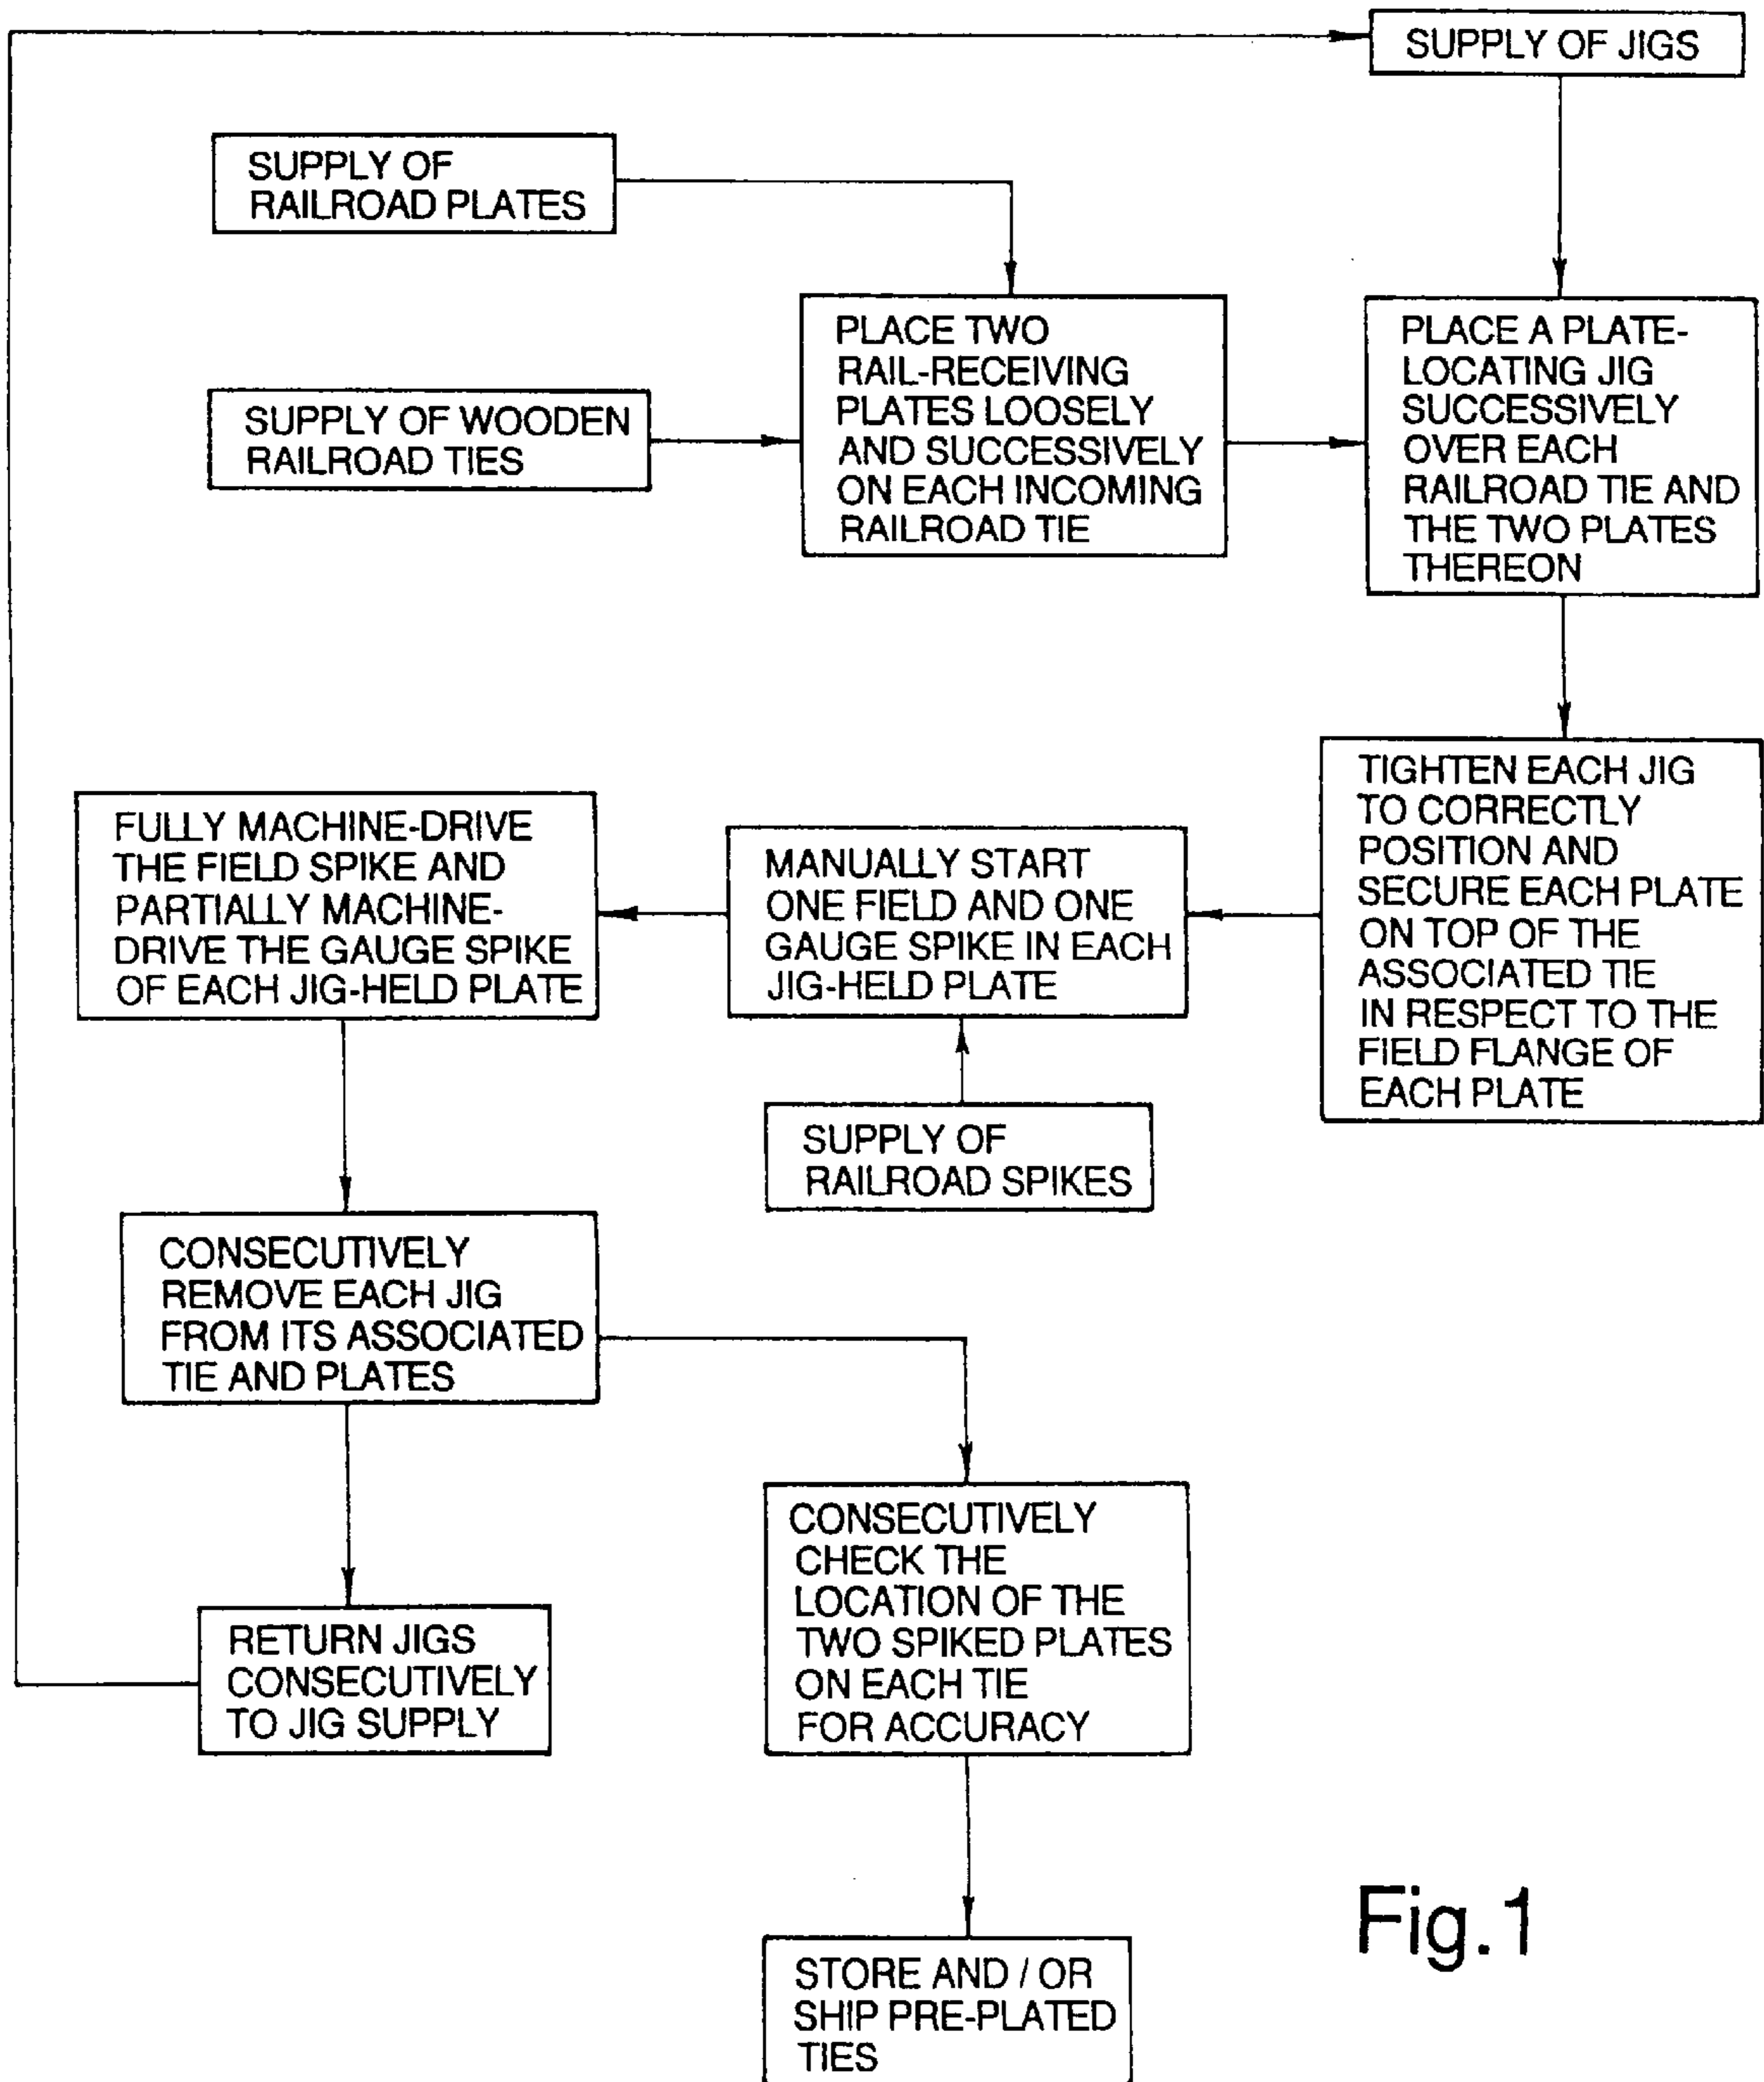 SUPPLY OF JIGS
SUPPLY OF
RAILROAD PLATES
SUPPLY OF WOODEN
RAILROAD TIES
PLACE TWO
RAIL-RECEIVING
PLATES LOOSELY
AND SUCCESSIVELY
ON EACH INCOMING
RAILROAD TIE
PLACE A PLATE-
LOCATING JIG
SUCCESSIVELY
OVER EACH
RAILROAD TIE AND
THE TWO PLATES
THEREON
TIGHTEN EACH JIG
TO CORRECTLY
POSITION AND
SECURE EACH PLATE
ON TOP OF THE
ASSOCIATED TIE
IN RESPECT TO THE
FIELD FLANGE OF
EACH PLATE
MANUALLY START
ONE FIELD AND ONE
GAUGE SPIKE IN EACH
JIG-HELD PLATE
SUPPLY OF
RAILROAD SPIKES
FULLY MACHINE-DRIVE
THE FIELD SPIKE AND
PARTIALLY MACHINE-
DRIVE THE GAUGE SPIKE
OF EACH JIG-HELD PLATE
CONSECUTIVELY
REMOVE EACH JIG
FROM ITS ASSOCIATED
TIE AND PLATES
RETURN JIGS
CONSECUTIVELY
TO JIG SUPPLY
CONSECUTIVELY
CHECK THE
LOCATION OF THE
TWO SPIKED PLATES
ON EACH TIE
FOR ACCURACY
STORE AND / OR
SHIP PRE-PLATED
TIES
Fig.1